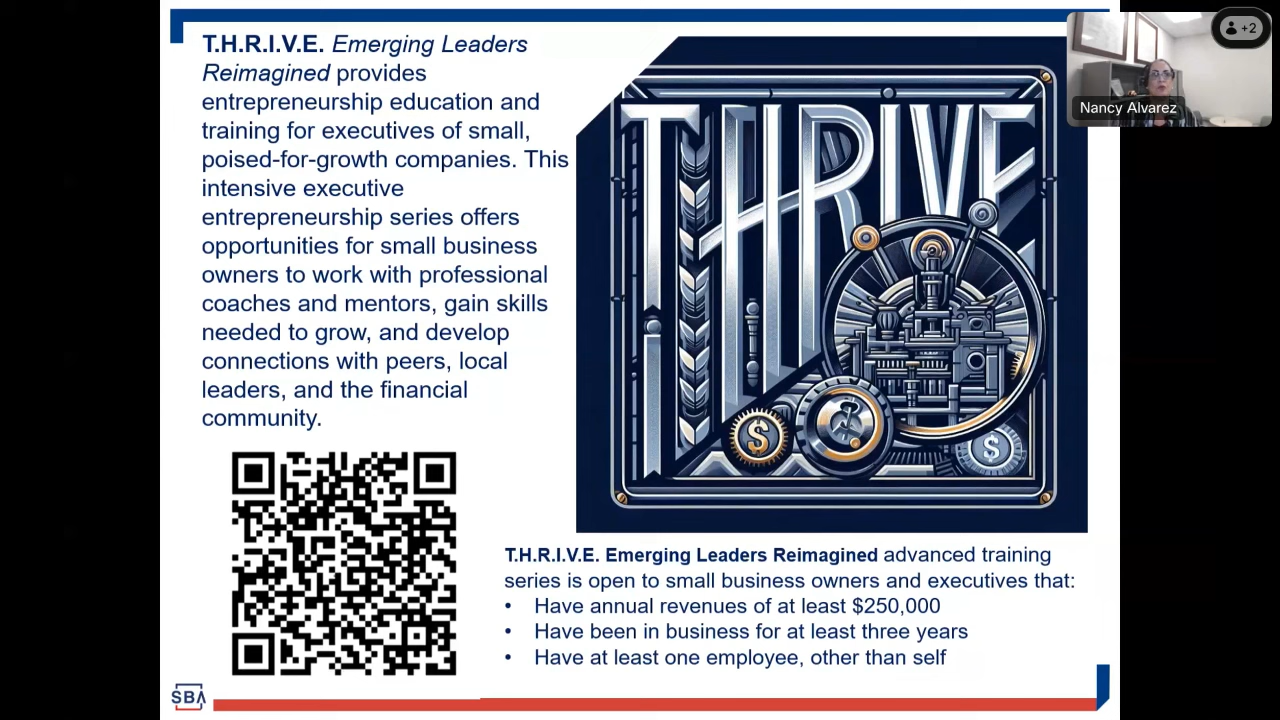 T.H.R.I.V.E. Emerging Leaders
Reimagined provides
entrepreneurship education and
training for executives of small,
poised-for-growth companies. This
intensive executive
entrepreneurship series offers
opportunities for small business
owners to work with professional
coaches and mentors, gain skills
needed to grow, and develop
connections with peers, local
leaders, and the financial
community.
THRIVE
$
$
+2
Nancy Alvarez
T.H.R.I.V.E. Emerging Leaders Reimagined advanced training
series is open to small business owners and executives that:
• Have annual revenues of at least $250,000
• Have been in business for at least three years
• Have at least one employee, other than self
SBA